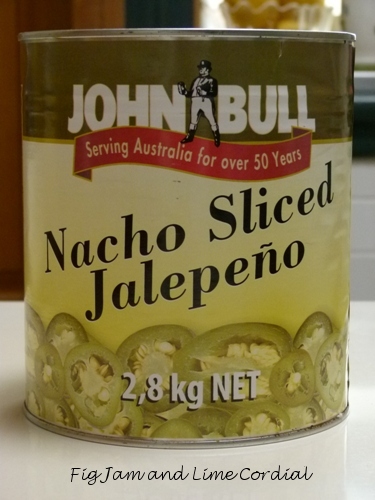 JOHN BULL
Serving Australia for over 50 Years
Nacho Sliced
Jalepeño
2,8 kg NET
Fig Jam and Lime Cordial